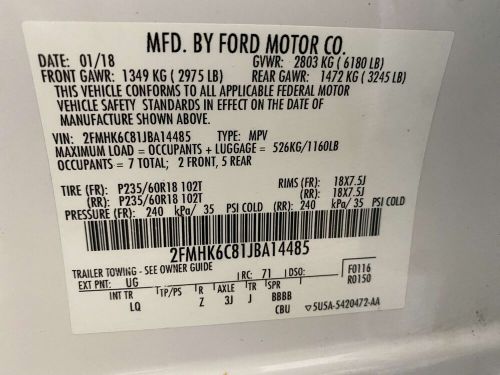 MFD. BY FORD MOTOR CO.
DATE: 01/18 GVWR: 2803 KG ( 6180 LB)
FRONT GAWR: 1349 KG ( 2975 LB) REAR GAWR: 1472 KG ( 3245 LB)
THIS VEHICLE CONFORMS TO ALL APPLICABLE FEDERAL MOTOR
VEHICLE SAFETY STANDARDS IN EFFECT ON THE DATE OF
MANUFACTURE SHOWN ABOVE.
VIN: 2FMHK6C81JBA14485 TYPE: MPV
MAXIMUM LOAD = OCCUPANTS + LUGGAGE = 526KG/1160LB
OCCUPANTS = 7 TOTAL; 2 FRONT, 5 REAR
TIRE (FR): P235/60R18 102T RIMS (FR): 18X7.5J
(RR): P235/60R18 102T (RR): 18X7.5J
PRESSURE (FR): 240 kPa/ 35 PSI COLD (RR): 240 kPa/ 35 PSI COLD
2FMHK6C81JBA14485
TRAILER TOWING - SEE OWNER GUIDE
EXT PNT: UG RC: 71 DSO: F0116
R0150
INT TR TP/PS R AXLE TR SPR
LQ Z 3J J BBBB
CBU ▽5U5A-5420472-AA